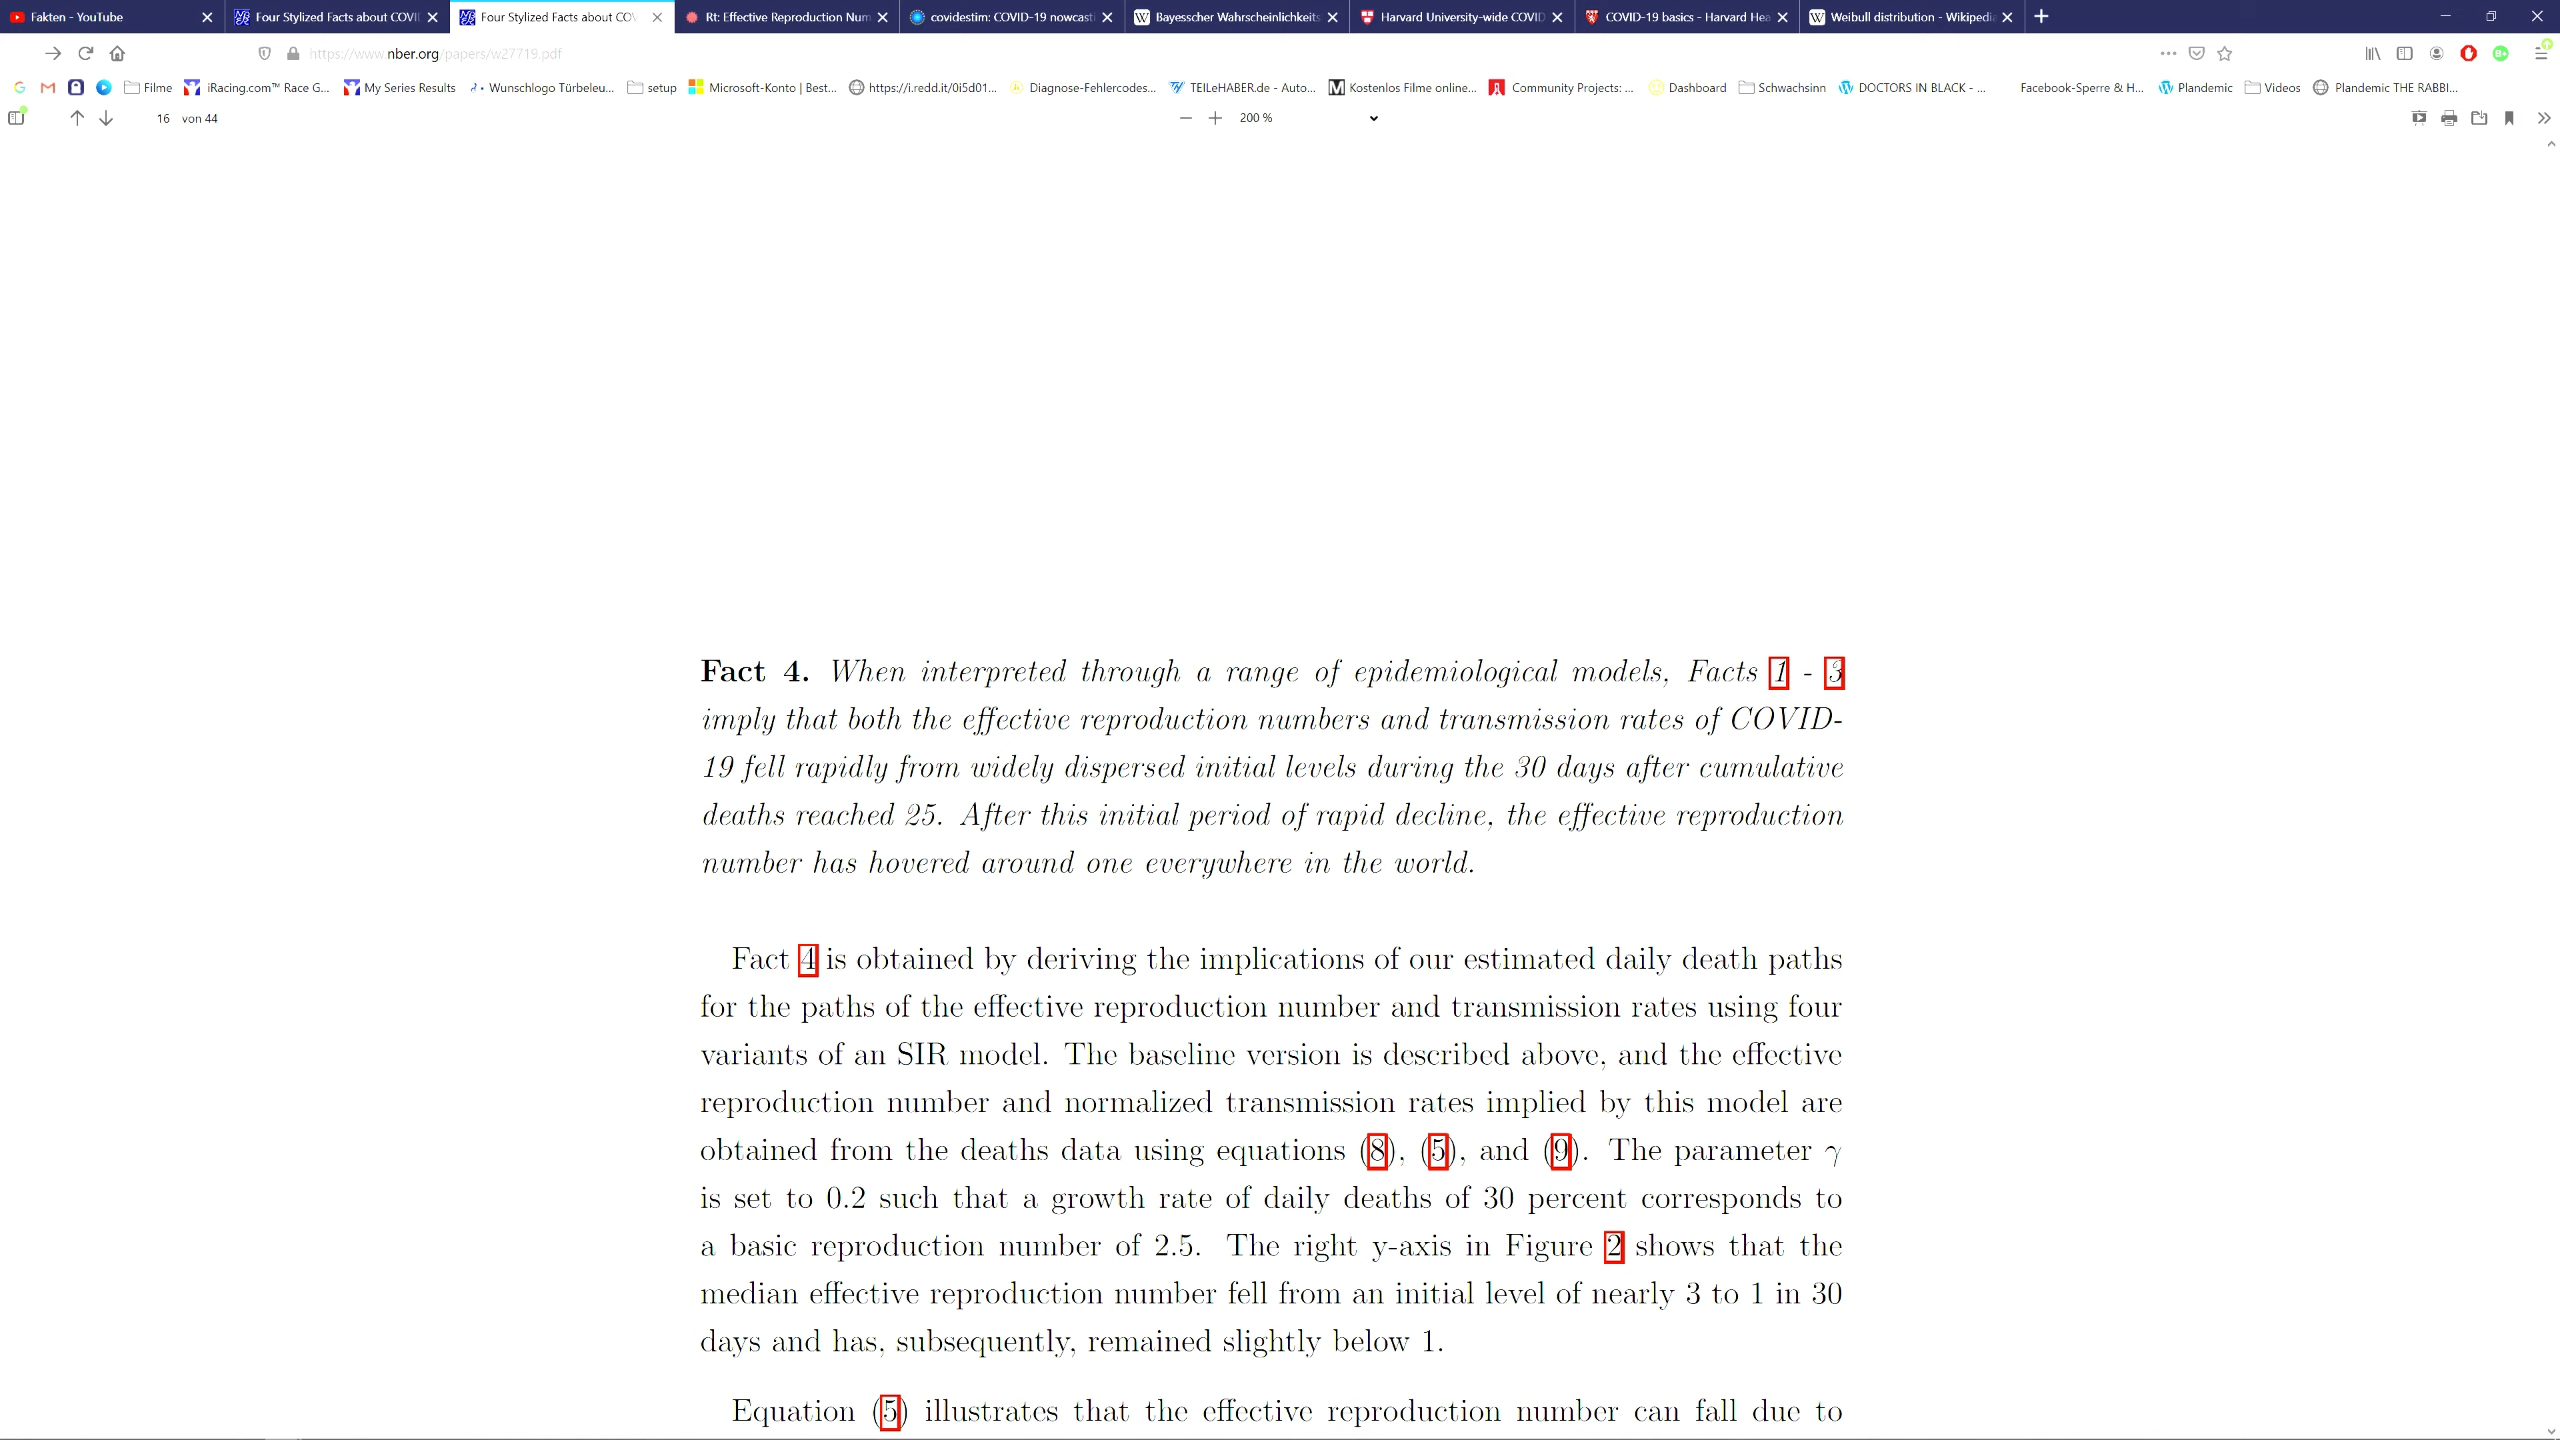 Fakten - YouTube
Four Stylized Facts about COVI
Four Stylized Facts about CO
Rt: Effective Reproduction Num
covidestim: COVID-19 nowcasti
Bayesscher Wahrscheinlichkeits
Harvard University-wide COVID
COVID-19 basics - Harvard Hea
Weibull distribution - Wikipedi
https://www.nber.org/papers/w27719.pdf
Filme
iRacing.com™ Race G...
My Series Results
Wunschlogo Türbeleu...
setup
Microsoft-Konto | Best...
https://i.redd.it/0i5d01...
Diagnose-Fehlercodes...
TEILeHABER.de - Auto...
Kostenlos Filme online...
Community Projects: ...
Dashboard
Schwachsinn
DOCTORS IN BLACK - ...
Facebook-Sperre & H...
Plandemic
Videos
Plandemic THE RABBI...
16 von 44
200 %
Fact 4. When interpreted through a range of epidemiological models, Facts 1 - 3
imply that both the effective reproduction numbers and transmission rates of COVID-
19 fell rapidly from widely dispersed initial levels during the 30 days after cumulative
deaths reached 25. After this initial period of rapid decline, the effective reproduction
number has hovered around one everywhere in the world.
Fact 4 is obtained by deriving the implications of our estimated daily death paths
for the paths of the effective reproduction number and transmission rates using four
variants of an SIR model. The baseline version is described above, and the effective
reproduction number and normalized transmission rates implied by this model are
obtained from the deaths data using equations (8), (5), and (9). The parameter γ
is set to 0.2 such that a growth rate of daily deaths of 30 percent corresponds to
a basic reproduction number of 2.5. The right y-axis in Figure 2 shows that the
median effective reproduction number fell from an initial level of nearly 3 to 1 in 30
days and has, subsequently, remained slightly below 1.
Equation (5) illustrates that the effective reproduction number can fall due to